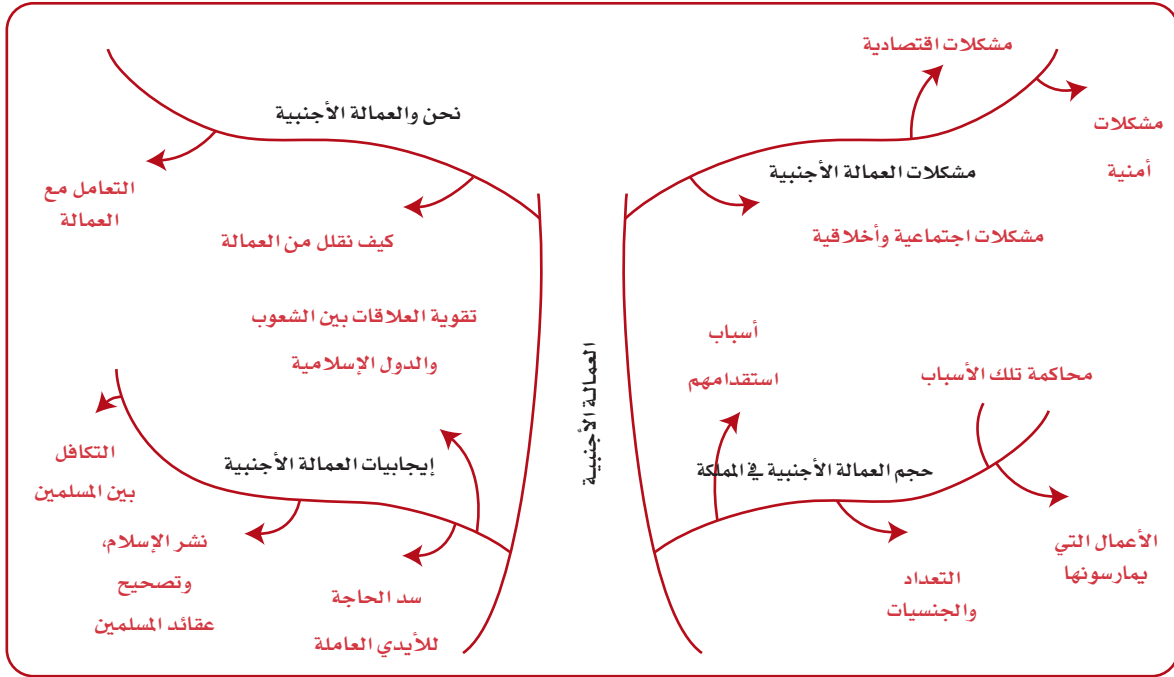 العمالة الأجنبية
مشكلات العمالة الأجنبية
مشكلات اقتصادية
مشكلات
أمنية
مشكلات اجتماعية وأخلاقية
حجم العمالة الأجنبية في المملكة
أسباب
استقدامهم
محاكمة تلك الأسباب
الأعمال التي
يمارسونها
التعداد
والجنسيات
نحن والعمالة الأجنبية
التعامل مع
العمالة
كيف نقلل من العمالة
إيجابيات العمالة الأجنبية
تقوية العلاقات بين الشعوب
والدول الإسلامية
التكافل
بين المسلمين
نشر الإسلام،
وتصحيح
عقائد المسلمين
سد الحاجة
للأيدي العاملة